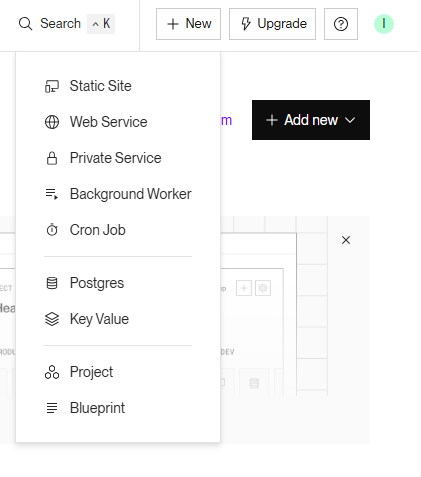 Search ^ K
+ New
Upgrade
I
Static Site
Web Service
m
+ Add new
Private Service
Background Worker
Cron Job
Postgres
Key Value
DEV
Project
Blueprint